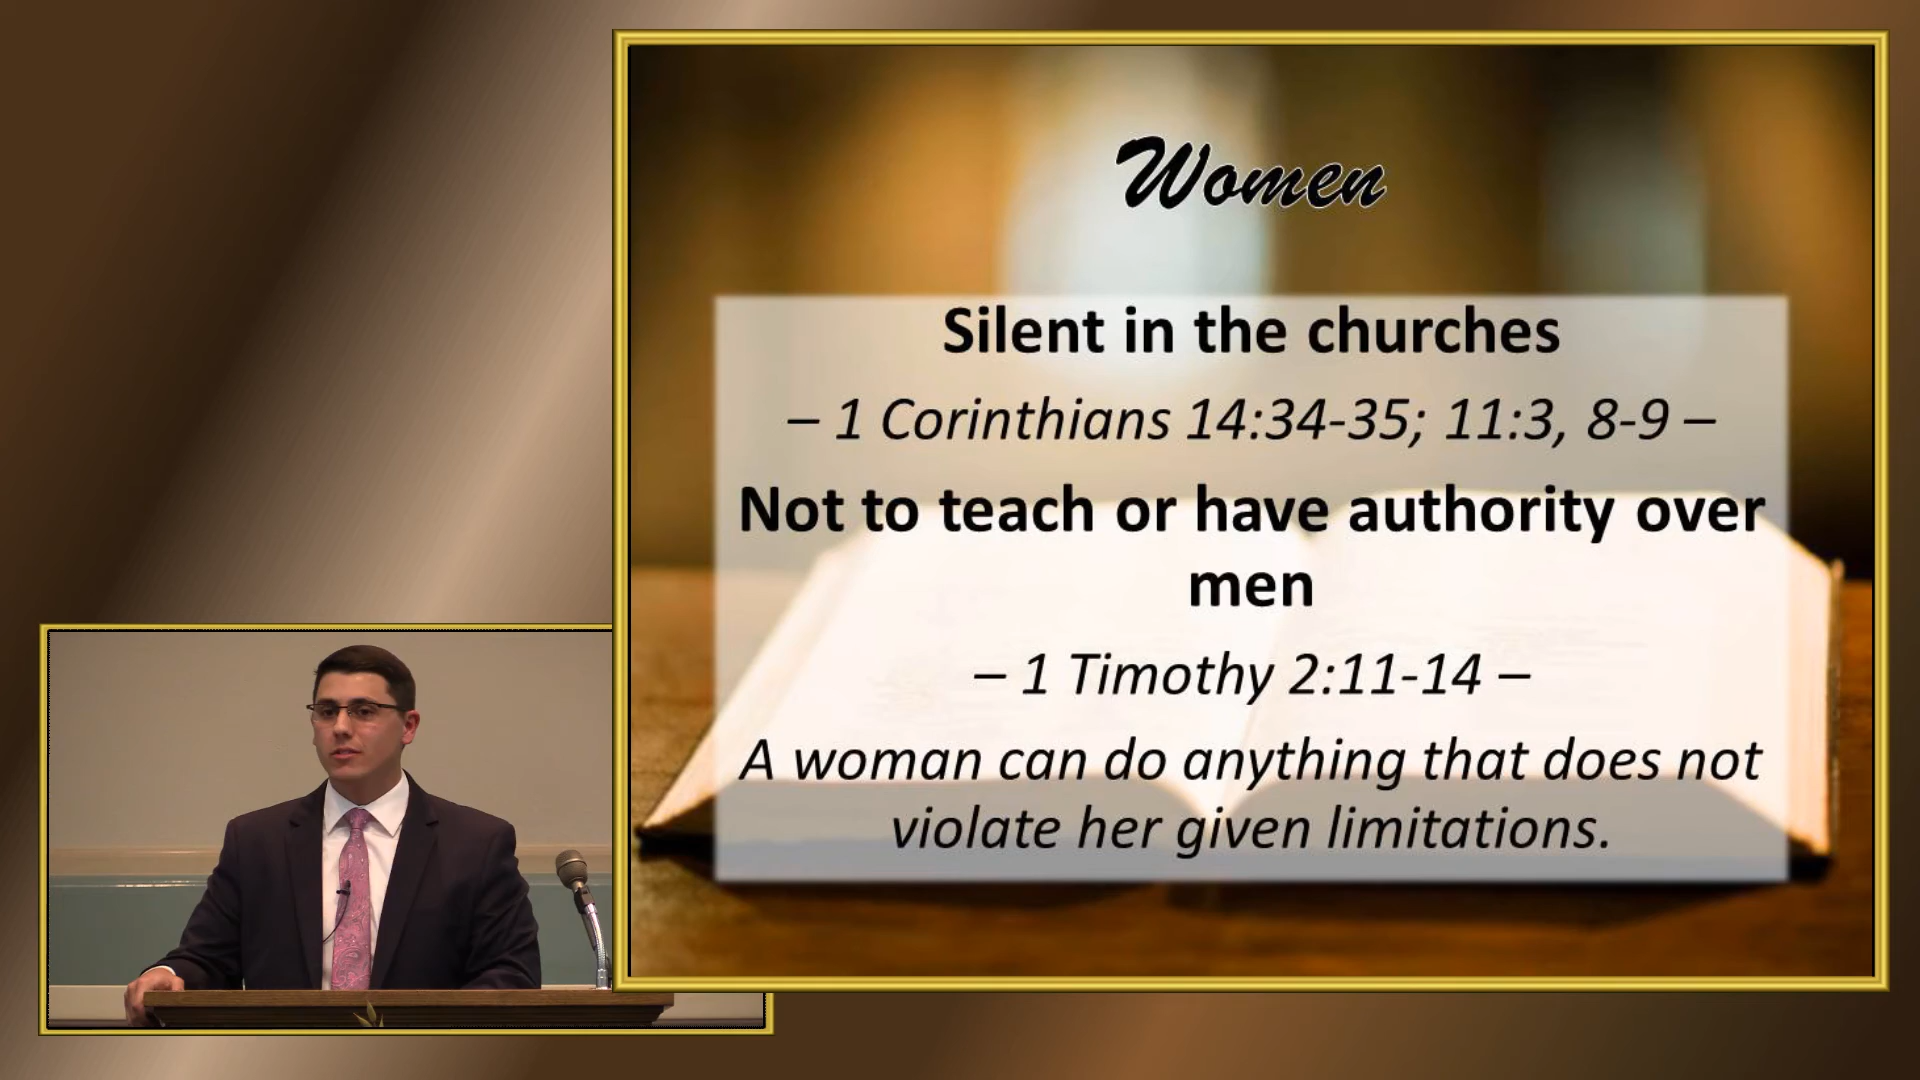 Women
Silent in the churches
– 1 Corinthians 14:34-35; 11:3, 8-9 –
Not to teach or have authority over
men
– 1 Timothy 2:11-14 –
A woman can do anything that does not
violate her given limitations.